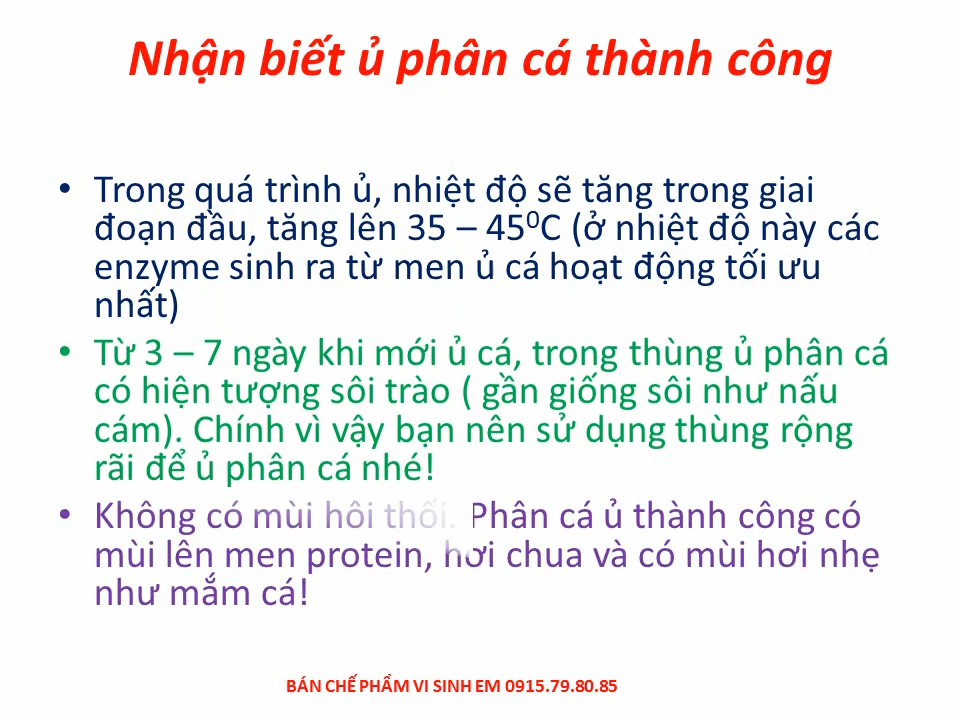 Nhận biết ủ phân cá thành công
• Trong quá trình ủ, nhiệt độ sẽ tăng trong giai
đoạn đầu, tăng lên 35 – 45⁰C (ở nhiệt độ này các
enzyme sinh ra từ men ủ cá hoạt động tối ưu
nhất)
• Từ 3 – 7 ngày khi mới ủ cá, trong thùng ủ phân cá
có hiện tượng sôi trào ( gần giống sôi như nấu
cám). Chính vì vậy bạn nên sử dụng thùng rộng
rãi để ủ phân cá nhé!
• Không có mùi hôi thối. Phân cá ủ thành công có
mùi lên men protein, hơi chua và có mùi hơi nhẹ
như mắm cá!
BÁN CHẾ PHẨM VI SINH EM 0915.79.80.85